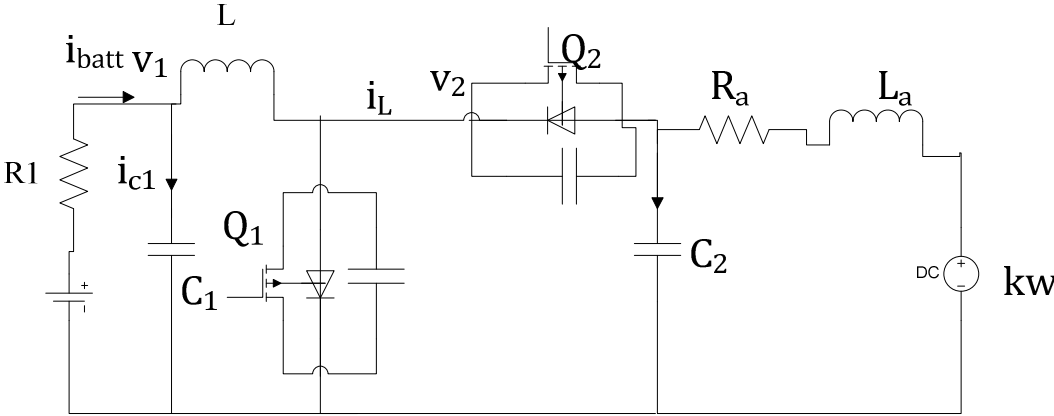 L
i_batt v_1
Q_2
v_2
i_L
R_a
L_a
R1
i_c1
+
-
Q_1
C_1
C_2
DC
+
−
kw